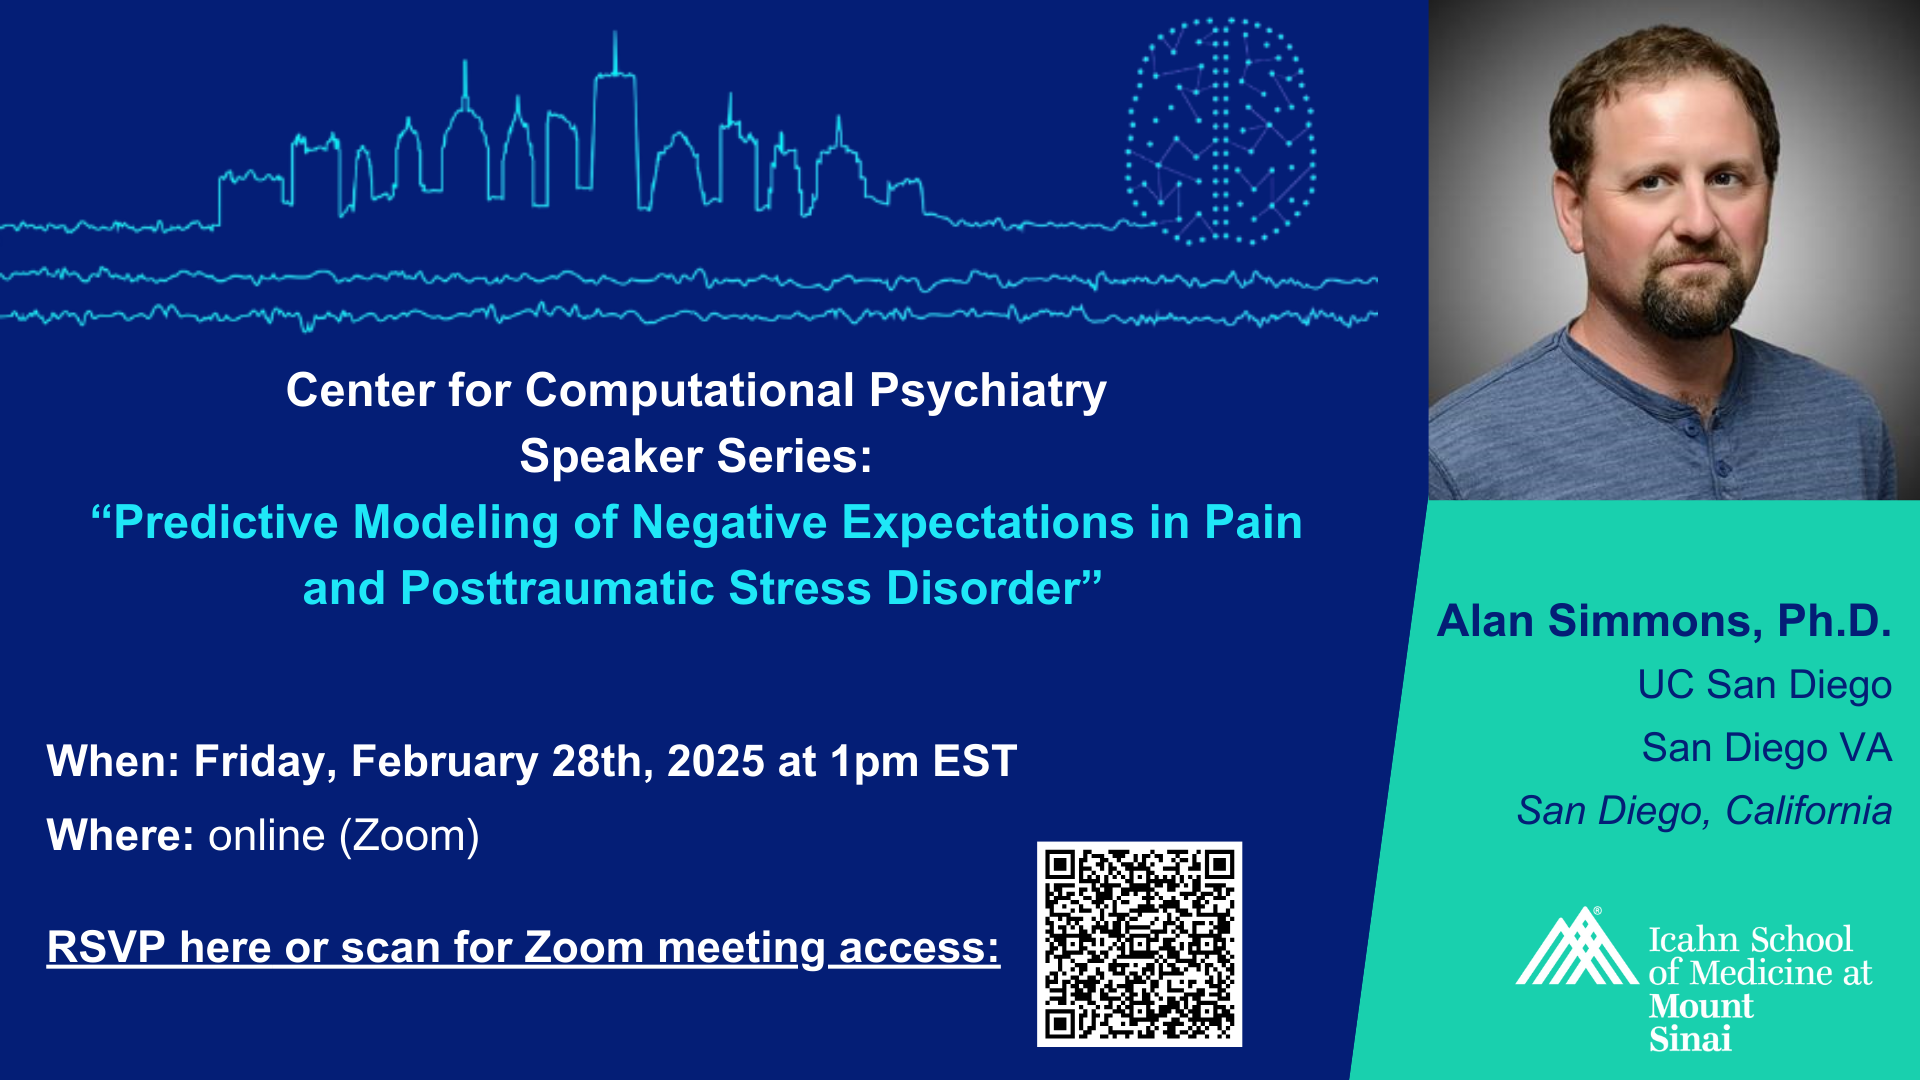 Center for Computational Psychiatry
Speaker Series:
“Predictive Modeling of Negative Expectations in Pain
and Posttraumatic Stress Disorder”
When: Friday, February 28th, 2025 at 1pm EST
Where: online (Zoom)
RSVP here or scan for Zoom meeting access:
Alan Simmons, Ph.D.
UC San Diego
San Diego VA
San Diego, California
®
Icahn School
of Medicine at
Mount
Sinai